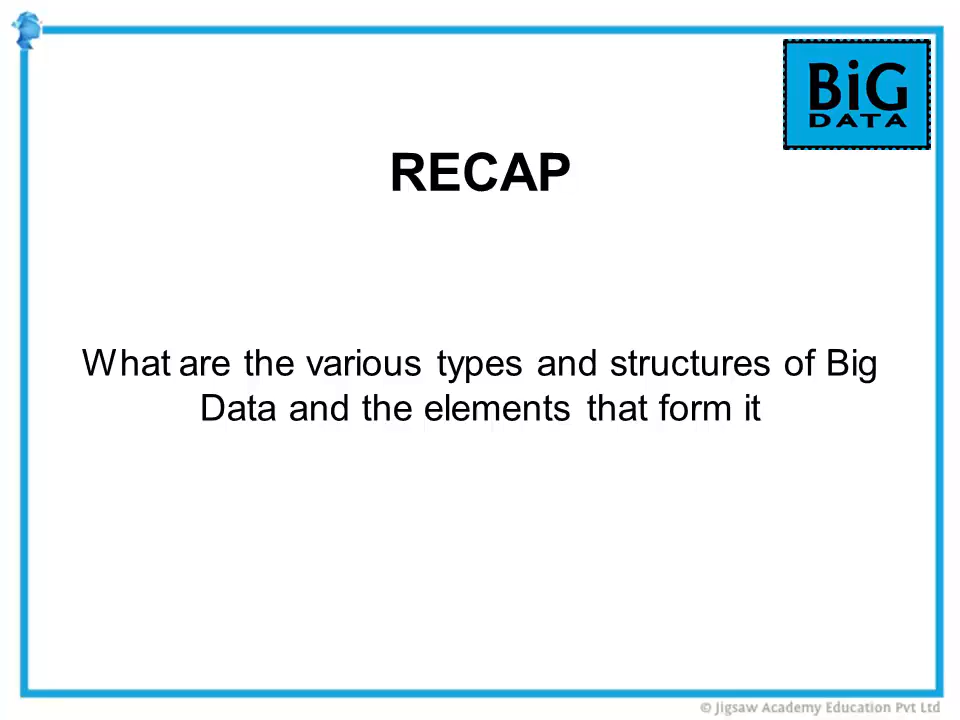 BiG
DATA
RECAP
What are the various types and structures of Big
Data and the elements that form it
© Jigsaw Academy Education Pvt Ltd